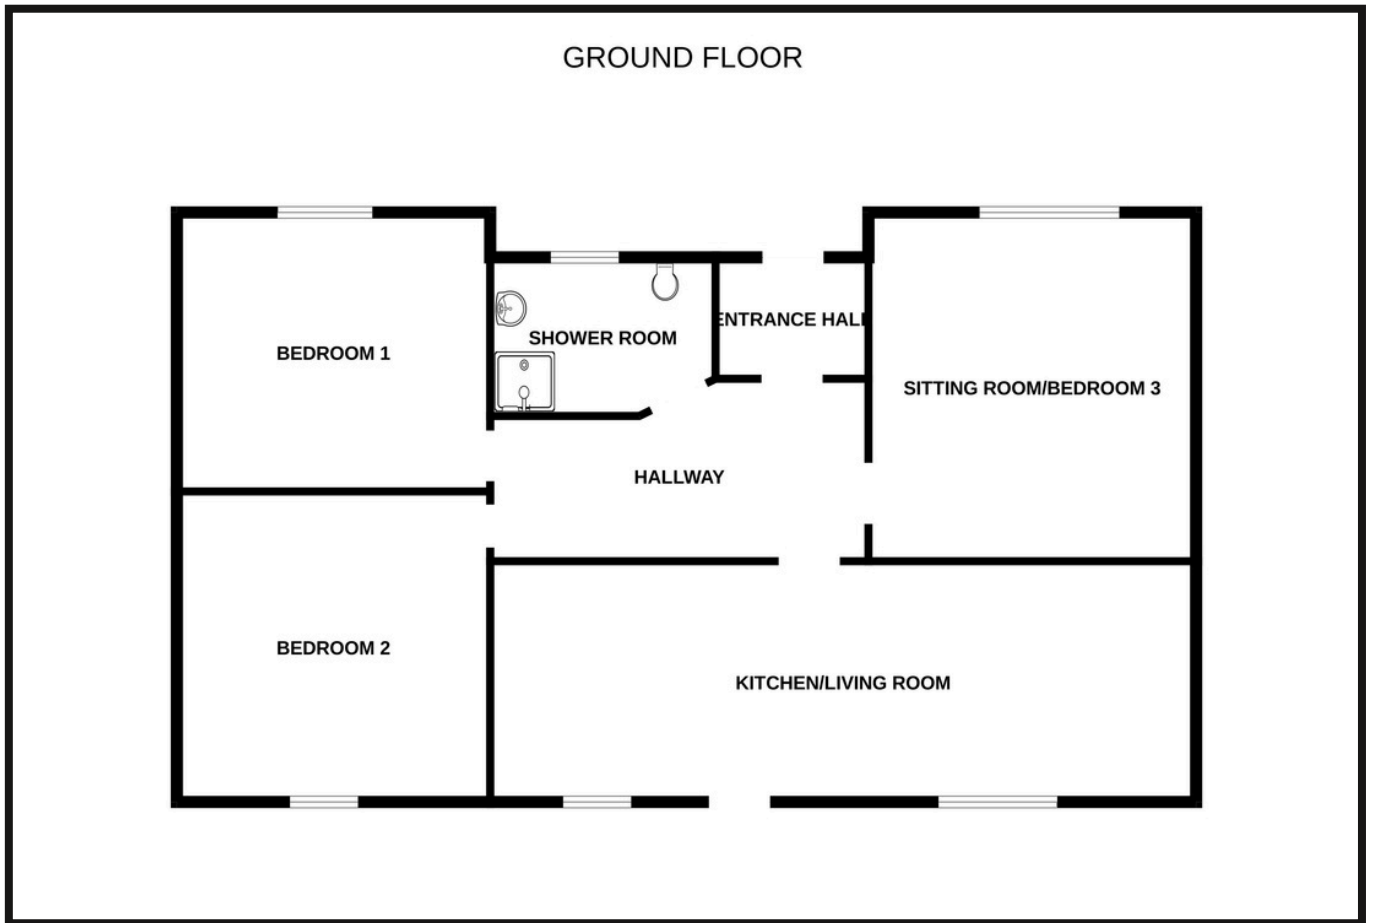 GROUND FLOOR
BEDROOM 1
SHOWER ROOM
ENTRANCE HALL
SITTING ROOM/BEDROOM 3
HALLWAY
BEDROOM 2
KITCHEN/LIVING ROOM